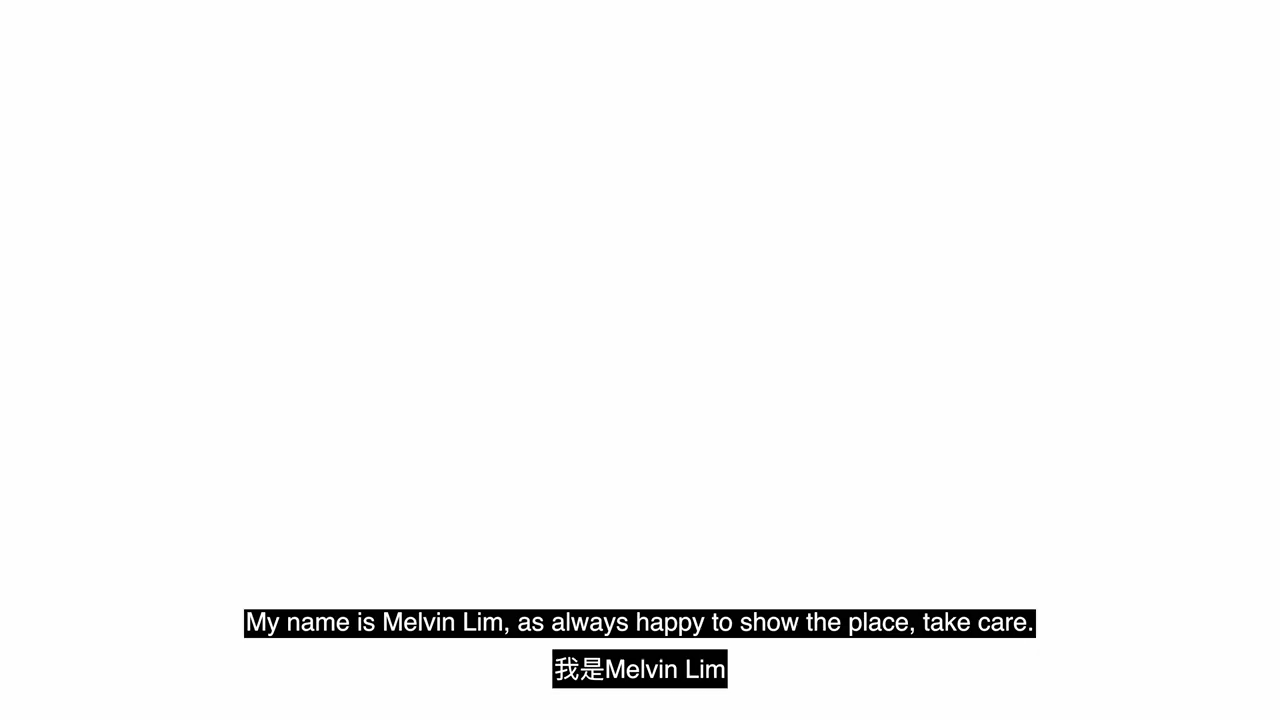 My name is Melvin Lim, as always happy to show the place, take care.
我是Melvin Lim